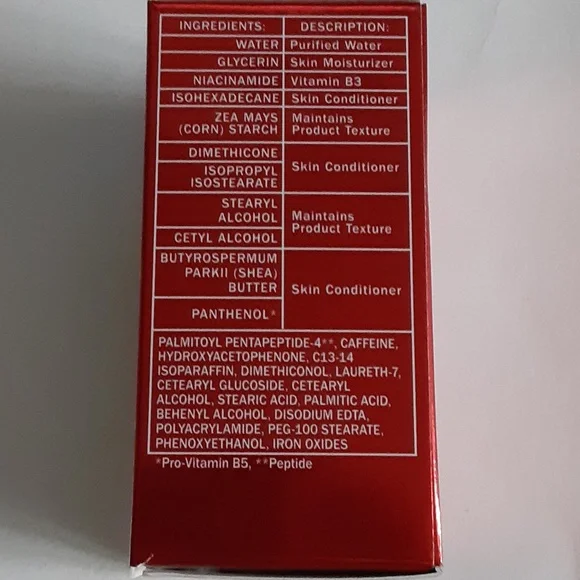 INGREDIENTS: DESCRIPTION:
WATER Purified Water
GLYCERIN Skin Moisturizer
NIACINAMIDE Vitamin B3
ISOHEXADECANE Skin Conditioner
ZEA MAYS Maintains
(CORN) STARCH Product Texture
DIMETHICONE
ISOPROPYL Skin Conditioner
ISOSTEARATE
STEARYL
ALCOHOL Maintains
Product Texture
CETYL ALCOHOL
BUTYROSPERMUM
PARKII (SHEA)
BUTTER Skin Conditioner
PANTHENOL*
PALMITOYL PENTAPEPTIDE-4**, CAFFEINE,
HYDROXYACETOPHENONE, C13-14
ISOPARAFFIN, DIMETHICONOL, LAURETH-7,
CETEARYL GLUCOSIDE, CETEARYL
ALCOHOL, STEARIC ACID, PALMITIC ACID,
BEHENYL ALCOHOL, DISODIUM EDTA,
POLYACRYLAMIDE, PEG-100 STEARATE,
PHENOXYETHANOL, IRON OXIDES
*Pro-Vitamin B5, **Peptide